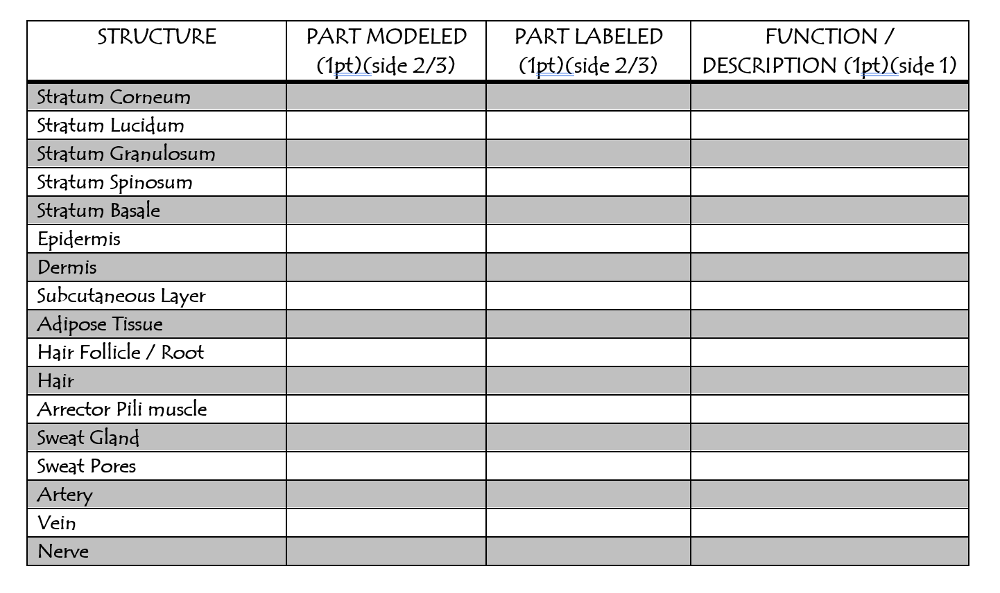 STRUCTURE
PART MODELED
(1pt)(side 2/3)
PART LABELED
(1pt)(side 2/3)
FUNCTION /
DESCRIPTION (1pt)(side 1)
Stratum Corneum
Stratum Lucidum
Stratum Granulosum
Stratum Spinosum
Stratum Basale
Epidermis
Dermis
Subcutaneous Layer
Adipose Tissue
Hair Follicle / Root
Hair
Arrector Pili muscle
Sweat Gland
Sweat Pores
Artery
Vein
Nerve